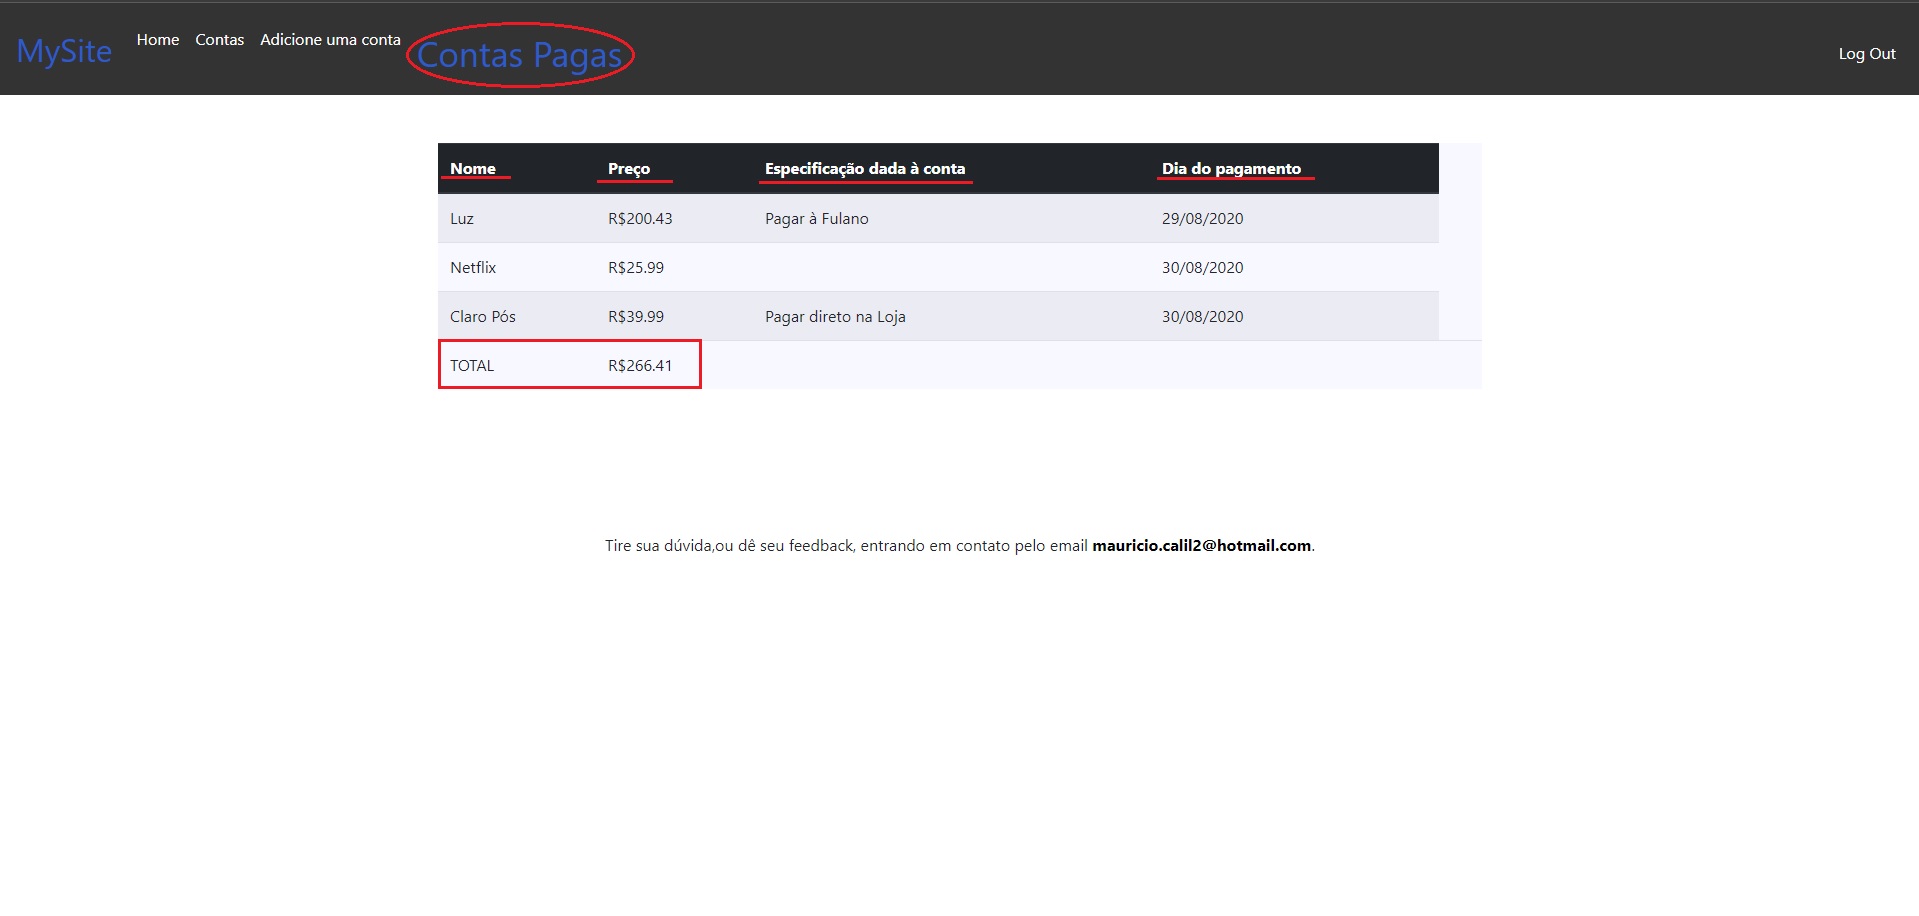 MySite Home Contas Adicione uma conta Contas Pagas Log Out
Nome Preço Especificação dada à conta Dia do pagamento
Luz R$200.43 Pagar à Fulano 29/08/2020
Netflix R$25.99 30/08/2020
Claro Pós R$39.99 Pagar direto na Loja 30/08/2020
TOTAL R$266.41
Tire sua dúvida,ou dê seu feedback, entrando em contato pelo email mauricio.calil2@hotmail.com.